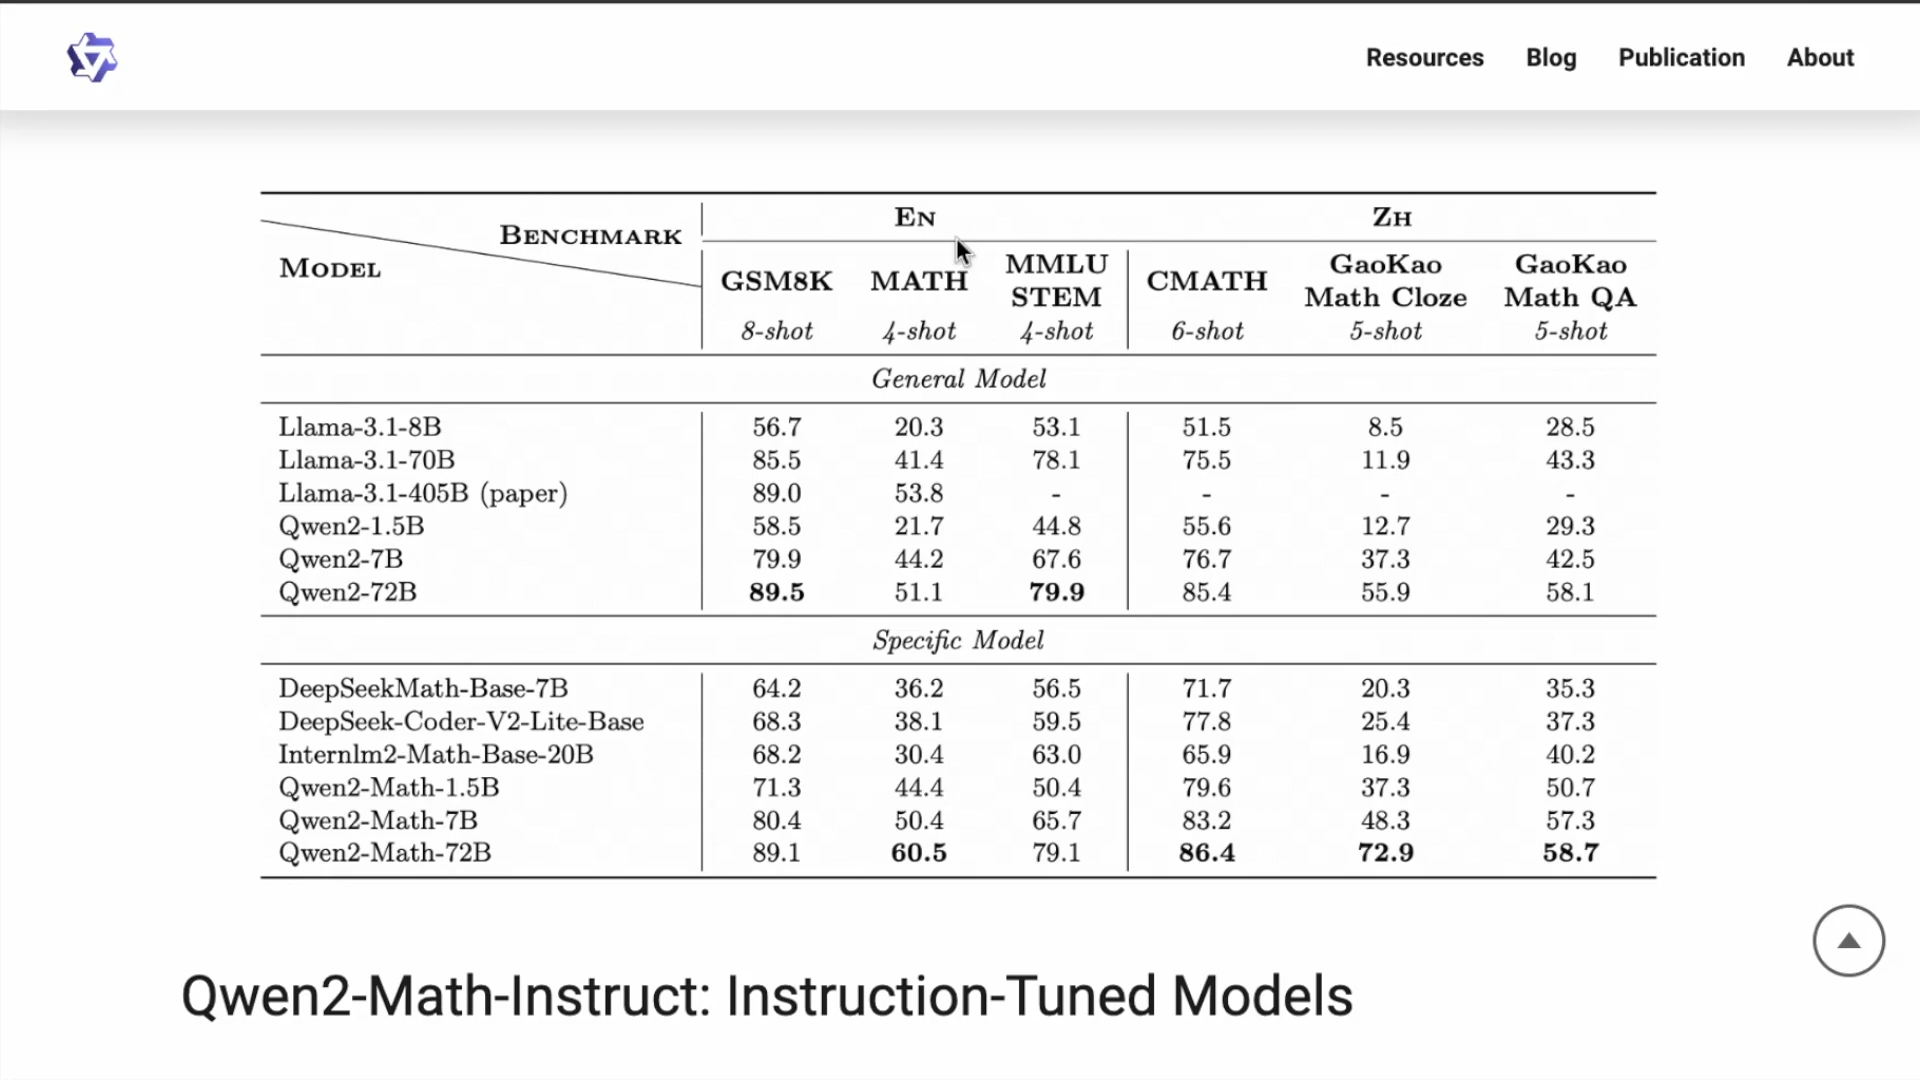 Resources Blog Publication About
BENCHMARK
MODEL
EN ZH
GSM8K MATH MMLU STEM CMATH GaoKao Math Cloze GaoKao Math QA
8-shot 4-shot 4-shot 6-shot 5-shot 5-shot
General Model
Llama-3.1-8B 56.7 20.3 53.1 51.5 8.5 28.5
Llama-3.1-70B 85.5 41.4 78.1 75.5 11.9 43.3
Llama-3.1-405B (paper) 89.0 53.8 - - - -
Qwen2-1.5B 58.5 21.7 44.8 55.6 12.7 29.3
Qwen2-7B 79.9 44.2 67.6 76.7 37.3 42.5
Qwen2-72B 89.5 51.1 79.9 85.4 55.9 58.1
Specific Model
DeepSeekMath-Base-7B 64.2 36.2 56.5 71.7 20.3 35.3
DeepSeek-Coder-V2-Lite-Base 68.3 38.1 59.5 77.8 25.4 37.3
Internlm2-Math-Base-20B 68.2 30.4 63.0 65.9 16.9 40.2
Qwen2-Math-1.5B 71.3 44.4 50.4 79.6 37.3 50.7
Qwen2-Math-7B 80.4 50.4 65.7 83.2 48.3 57.3
Qwen2-Math-72B 89.1 60.5 79.1 86.4 72.9 58.7
Qwen2-Math-Instruct: Instruction-Tuned Models